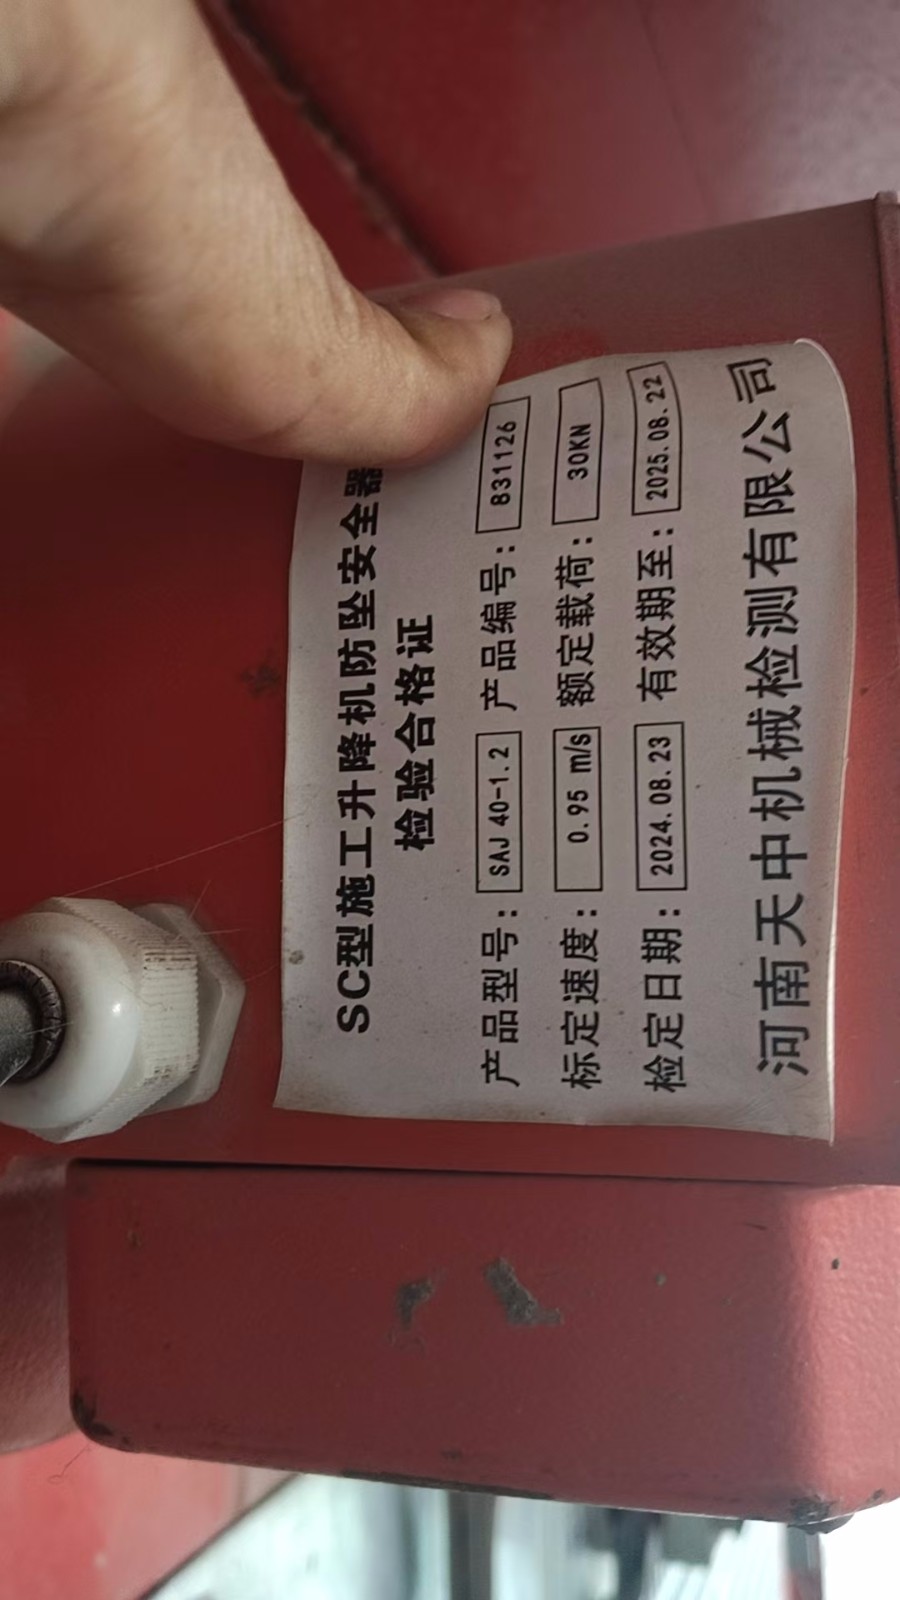 SC型施工升降机防坠安全器
检验合格证
产品型号：SAJ 40-1.2 产品编号：831126
标定速度：0.95 m/s 额定载荷：30KN
检定日期：2024.08.23 有效期至：2025.08.22
河南天中机械检测有限公司